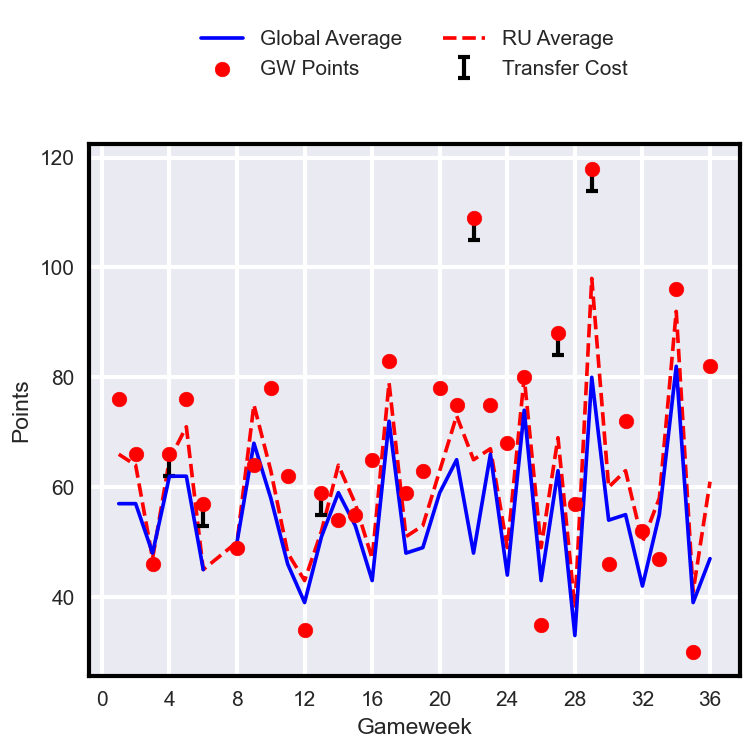 Global Average RU Average
GW Points Transfer Cost
120
100
80
60
40
Points
0 4 8 12 16 20 24 28 32 36
Gameweek